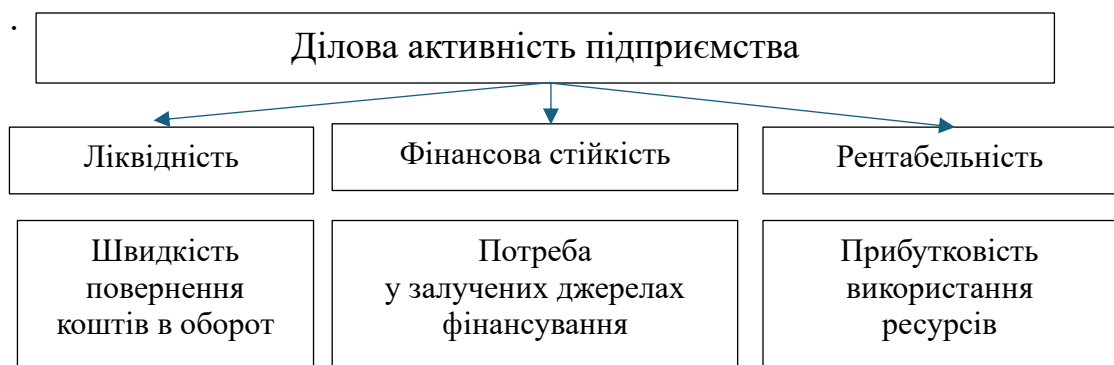 .
Ділова активність підприємства
Ліквідність
Фінансова стійкість
Рентабельність
Швидкість
повернення
коштів в оборот
Потреба
у залучених джерелах
фінансування
Прибутковість
використання
ресурсів